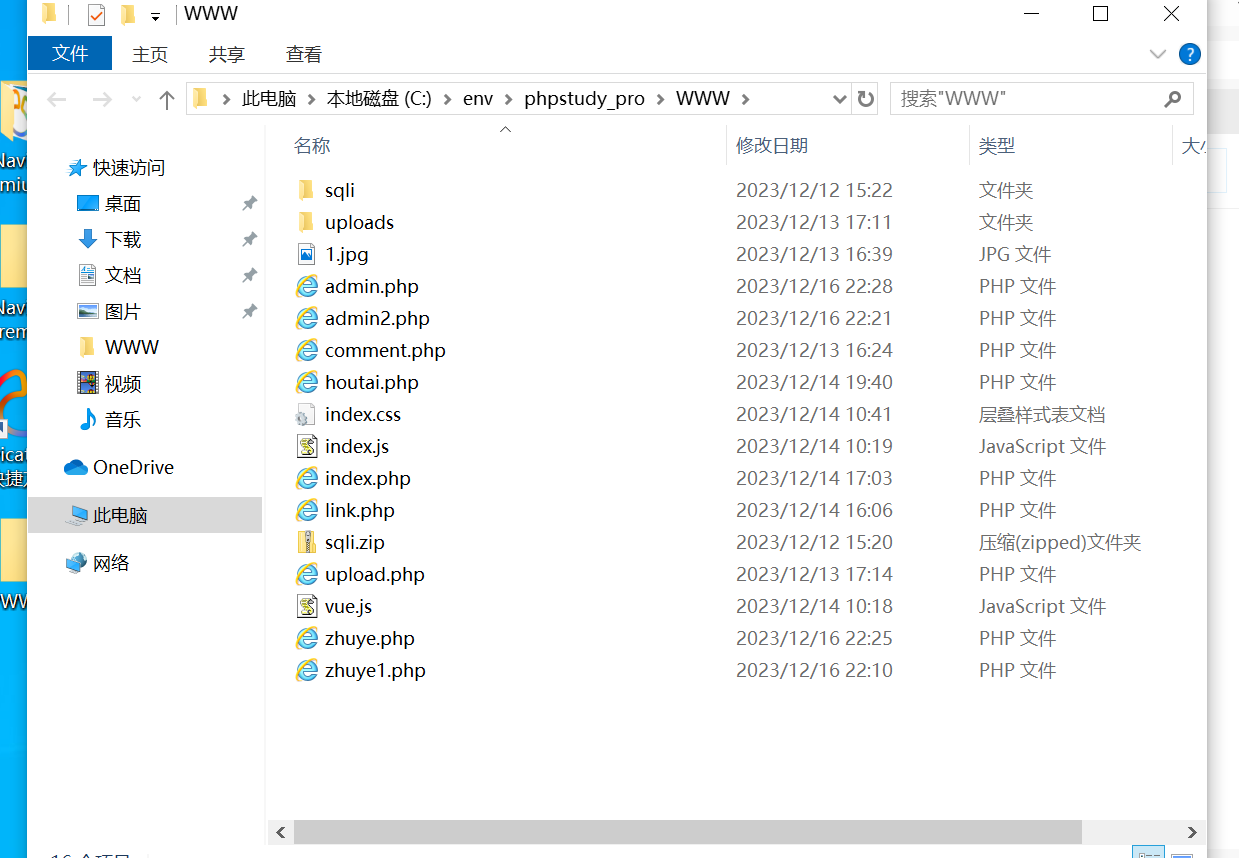 WWW
文件 主页 共享 查看
此电脑 本地磁盘 (C:) env phpstudy_pro WWW 搜索"WWW"
名称 修改日期 类型
快速访问
桌面
下载
文档
图片
WWW
视频
音乐
OneDrive
此电脑
网络
sqli 2023/12/12 15:22 文件夹
uploads 2023/12/13 17:11 文件夹
1.jpg 2023/12/13 16:39 JPG 文件
admin.php 2023/12/16 22:28 PHP 文件
admin2.php 2023/12/16 22:21 PHP 文件
comment.php 2023/12/13 16:24 PHP 文件
houtai.php 2023/12/14 19:40 PHP 文件
index.css 2023/12/14 10:41 层叠样式表文档
index.js 2023/12/14 10:19 JavaScript 文件
index.php 2023/12/14 17:03 PHP 文件
link.php 2023/12/14 16:06 PHP 文件
sqli.zip 2023/12/12 15:20 压缩(zipped)文件夹
upload.php 2023/12/13 17:14 PHP 文件
vue.js 2023/12/14 10:18 JavaScript 文件
zhuye.php 2023/12/16 22:25 PHP 文件
zhuye1.php 2023/12/16 22:10 PHP 文件